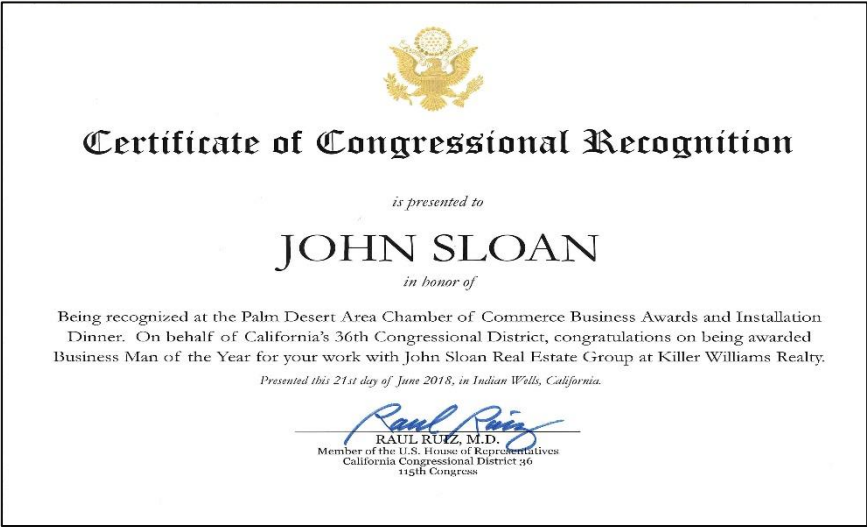 Certificate of Congressional Recognition
is presented to
JOHN SLOAN
in honor of
Being recognized at the Palm Desert Area Chamber of Commerce Business Awards and Installation
Dinner. On behalf of California's 36th Congressional District, congratulations on being awarded
Business Man of the Year for your work with John Sloan Real Estate Group at Killer Williams Realty.
Presented this 21st day of June 2018, in Indian Wells, California.
Raul Ruiz
RAUL RUIZ, M.D.
Member of the U.S. House of Representatives
California Congressional District 36
115th Congress